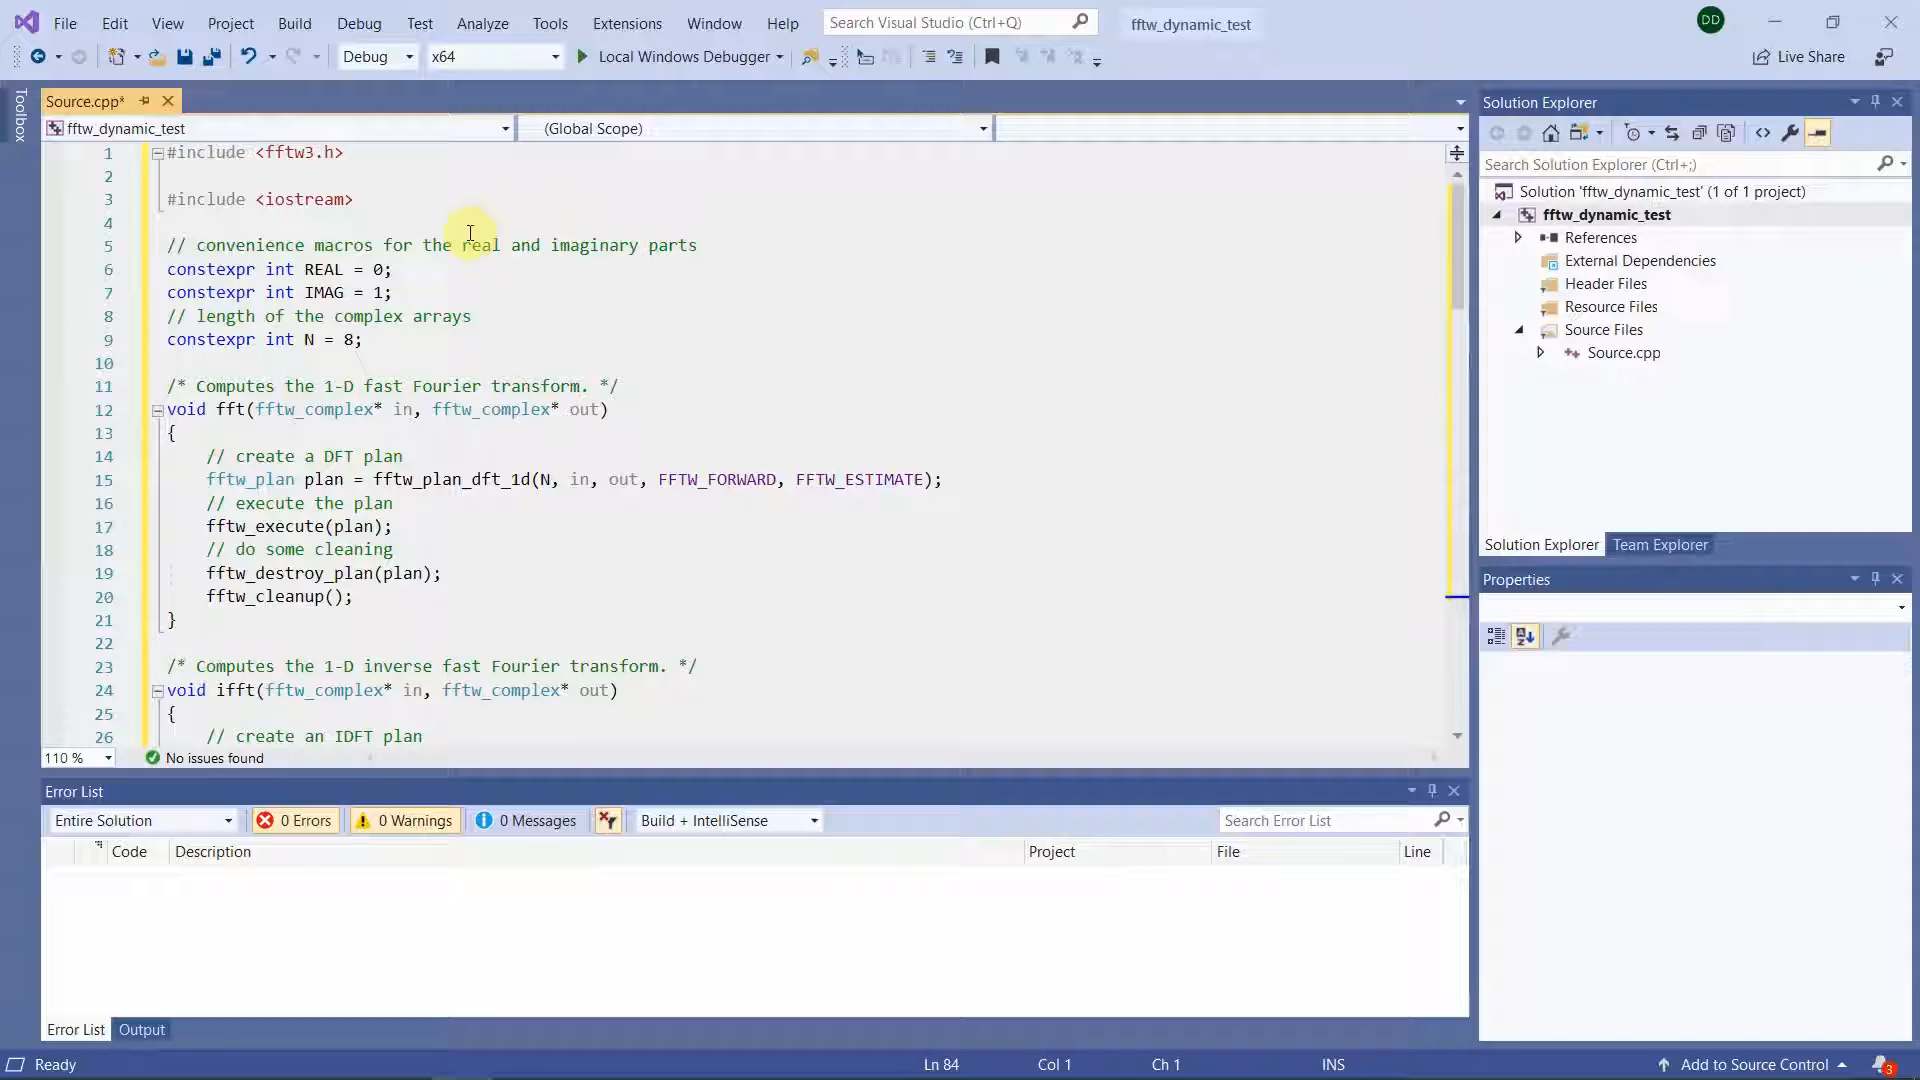 File Edit View Project Build Debug Test Analyze Tools Extensions Window Help Search Visual Studio (Ctrl+Q) fftw_dynamic_test DD
Debug x64 Local Windows Debugger Live Share
Toolbox
Source.cpp*
fftw_dynamic_test (Global Scope)
1 #include <fftw3.h>
2
3 #include <iostream>
4
5 // convenience macros for the real and imaginary parts
6 constexpr int REAL = 0;
7 constexpr int IMAG = 1;
8 // length of the complex arrays
9 constexpr int N = 8;
10
11 /* Computes the 1-D fast Fourier transform. */
12 void fft(fftw_complex* in, fftw_complex* out)
13 {
14 // create a DFT plan
15 fftw_plan plan = fftw_plan_dft_1d(N, in, out, FFTW_FORWARD, FFTW_ESTIMATE);
16 // execute the plan
17 fftw_execute(plan);
18 // do some cleaning
19 fftw_destroy_plan(plan);
20 fftw_cleanup();
21 }
22
23 /* Computes the 1-D inverse fast Fourier transform. */
24 void ifft(fftw_complex* in, fftw_complex* out)
25 {
26 // create an IDFT plan
110 % No issues found
Solution Explorer
Search Solution Explorer (Ctrl+;)
Solution 'fftw_dynamic_test' (1 of 1 project)
fftw_dynamic_test
References
External Dependencies
Header Files
Resource Files
Source Files
Source.cpp
Solution Explorer Team Explorer
Properties
Error List
Entire Solution 0 Errors 0 Warnings 0 Messages Build + IntelliSense Search Error List
Code Description Project File Line
Error List Output
Ready Ln 84 Col 1 Ch 1 INS Add to Source Control 3